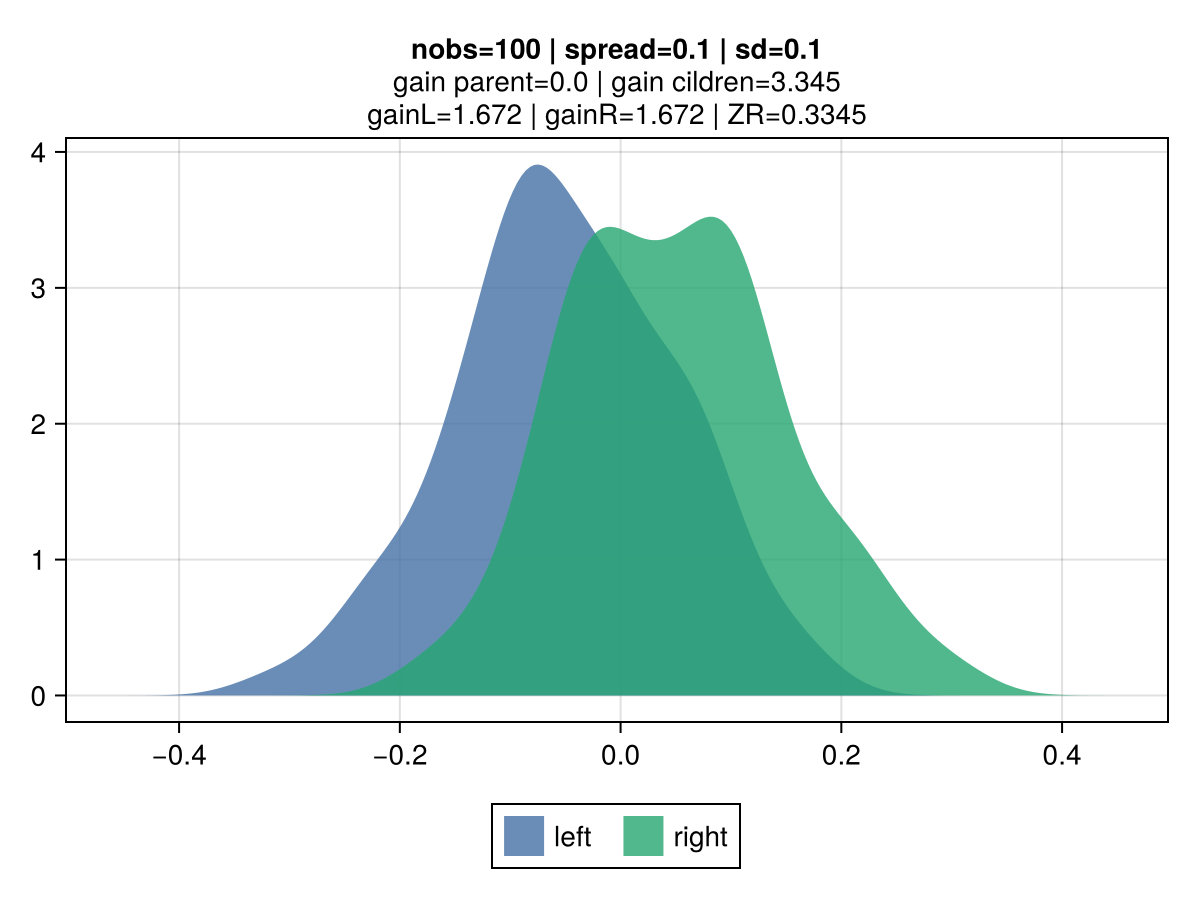 nobs=100 | spread=0.1 | sd=0.1
gain parent=0.0 | gain cildren=3.345
gainL=1.672 | gainR=1.672 | ZR=0.3345
4
3
2
1
0
−0.4 −0.2 0.0 0.2 0.4
left right